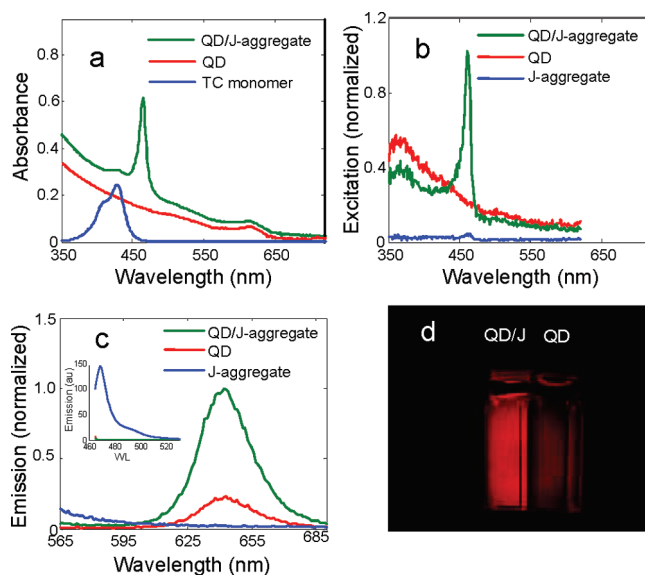 a
QD/J-aggregate
QD
TC monomer
Absorbance
0.8
0.6
0.4
0.2
0
350
450
550
650
Wavelength (nm)
b
QD/J-aggregate
QD
J-aggregate
Excitation (normalized)
1.2
0.8
0.4
0
350
450
550
650
Wavelength (nm)
c
QD/J-aggregate
QD
J-aggregate
Emission (normalized)
1.5
1.0
0.5
0
565
595
625
655
685
Wavelength (nm)
Emission (au)
150
100
50
0
460
480
500
520
WL
d
QD/J QD